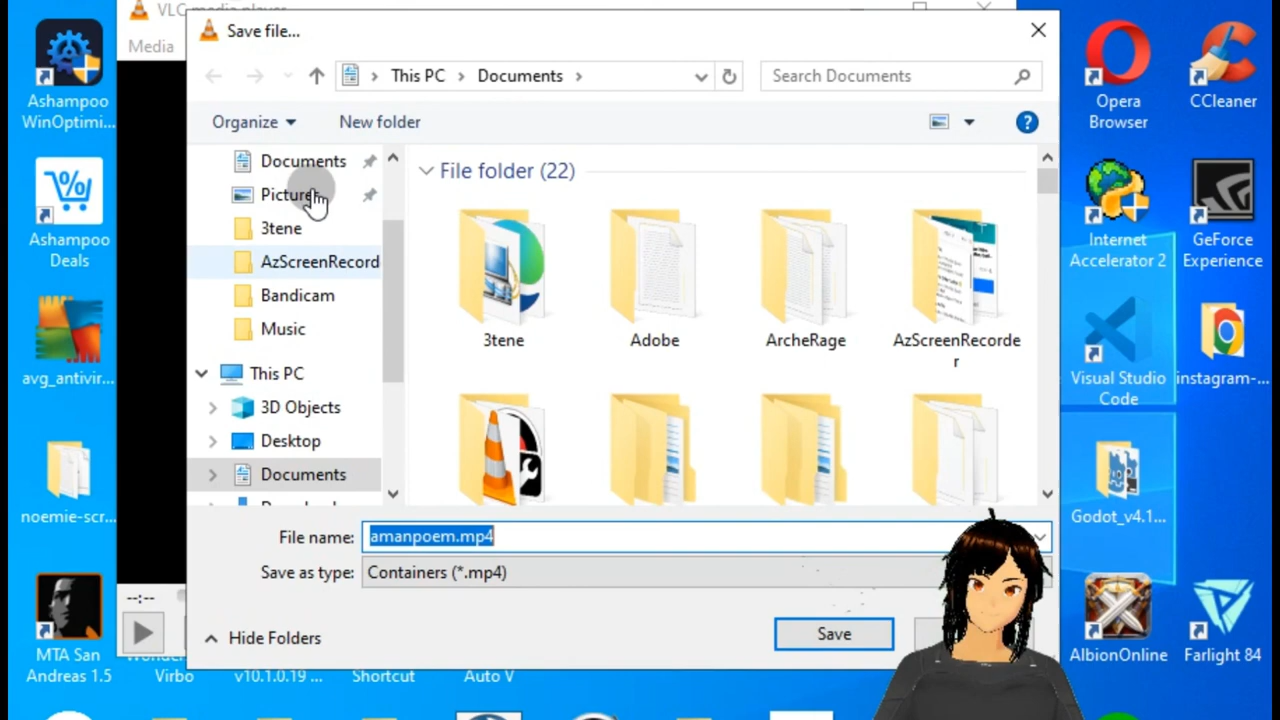 VLC media player
Media
Save file...
This PC > Documents >
Search Documents
Organize
New folder
Documents
Pictures
3tene
AzScreenRecord
Bandicam
Music
This PC
3D Objects
Desktop
Documents
File folder (22)
3tene
Adobe
ArcheRage
AzScreenRecorde
r
File name:
amanpoem.mp4
Save as type:
Containers (*.mp4)
Hide Folders
Save
--:--
Ashampoo
WinOptimi...
Ashampoo
Deals
avg_antivir...
noemie-scr...
MTA San
Andreas 1.5
Virbo
v10.1.0.19 ...
Shortcut
Auto V
Opera
Browser
CCleaner
Internet
Accelerator 2
GeForce
Experience
Visual Studio
Code
instagram-...
Godot_v4.1...
AlbionOnline
Farlight 84